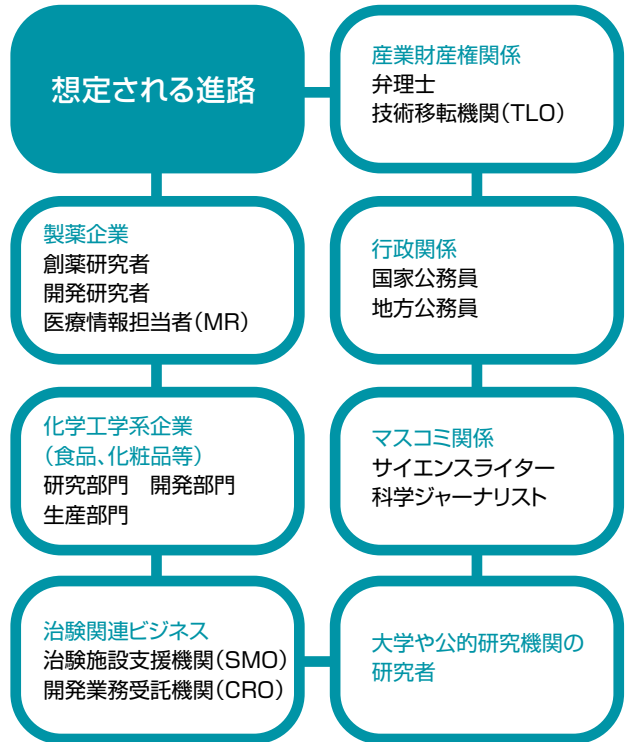 想定される進路
産業財産権関係
弁理士
技術移転機関(TLO)
製薬企業
創薬研究者
開発研究者
医療情報担当者(MR)
行政関係
国家公務員
地方公務員
化学工学系企業
(食品、化粧品等)
研究部門　開発部門
生産部門
マスコミ関係
サイエンスライター
科学ジャーナリスト
治験関連ビジネス
治験施設支援機関(SMO)
開発業務受託機関(CRO)
大学や公的研究機関の
研究者